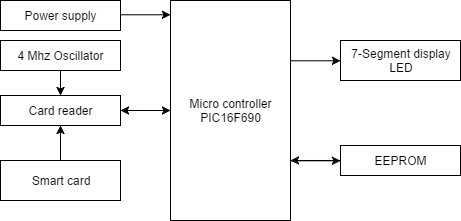 Power supply
4 Mhz Oscillator
Card reader
Smart card
Micro controller
PIC16F690
7-Segment display
LED
EEPROM